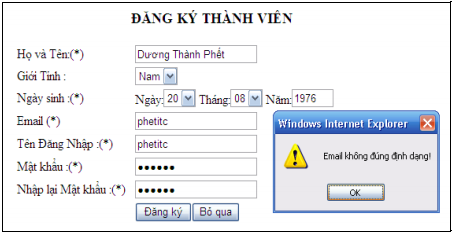 ĐĂNG KÝ THÀNH VIÊN
Họ và Tên:(*) Dương Thành Phết
Giới Tính : Nam
Ngày sinh :(*) Ngày: 20 Tháng: 08 Năm: 1976
Email (*) phetitc
Tên Đăng Nhập :(*) phetitc
Mật khẩu :(*) ●●●●●●
Nhập lại Mật khẩu :(*) ●●●●●●
Đăng ký Bỏ qua
Windows Internet Explorer
Email không đúng định dạng!
OK